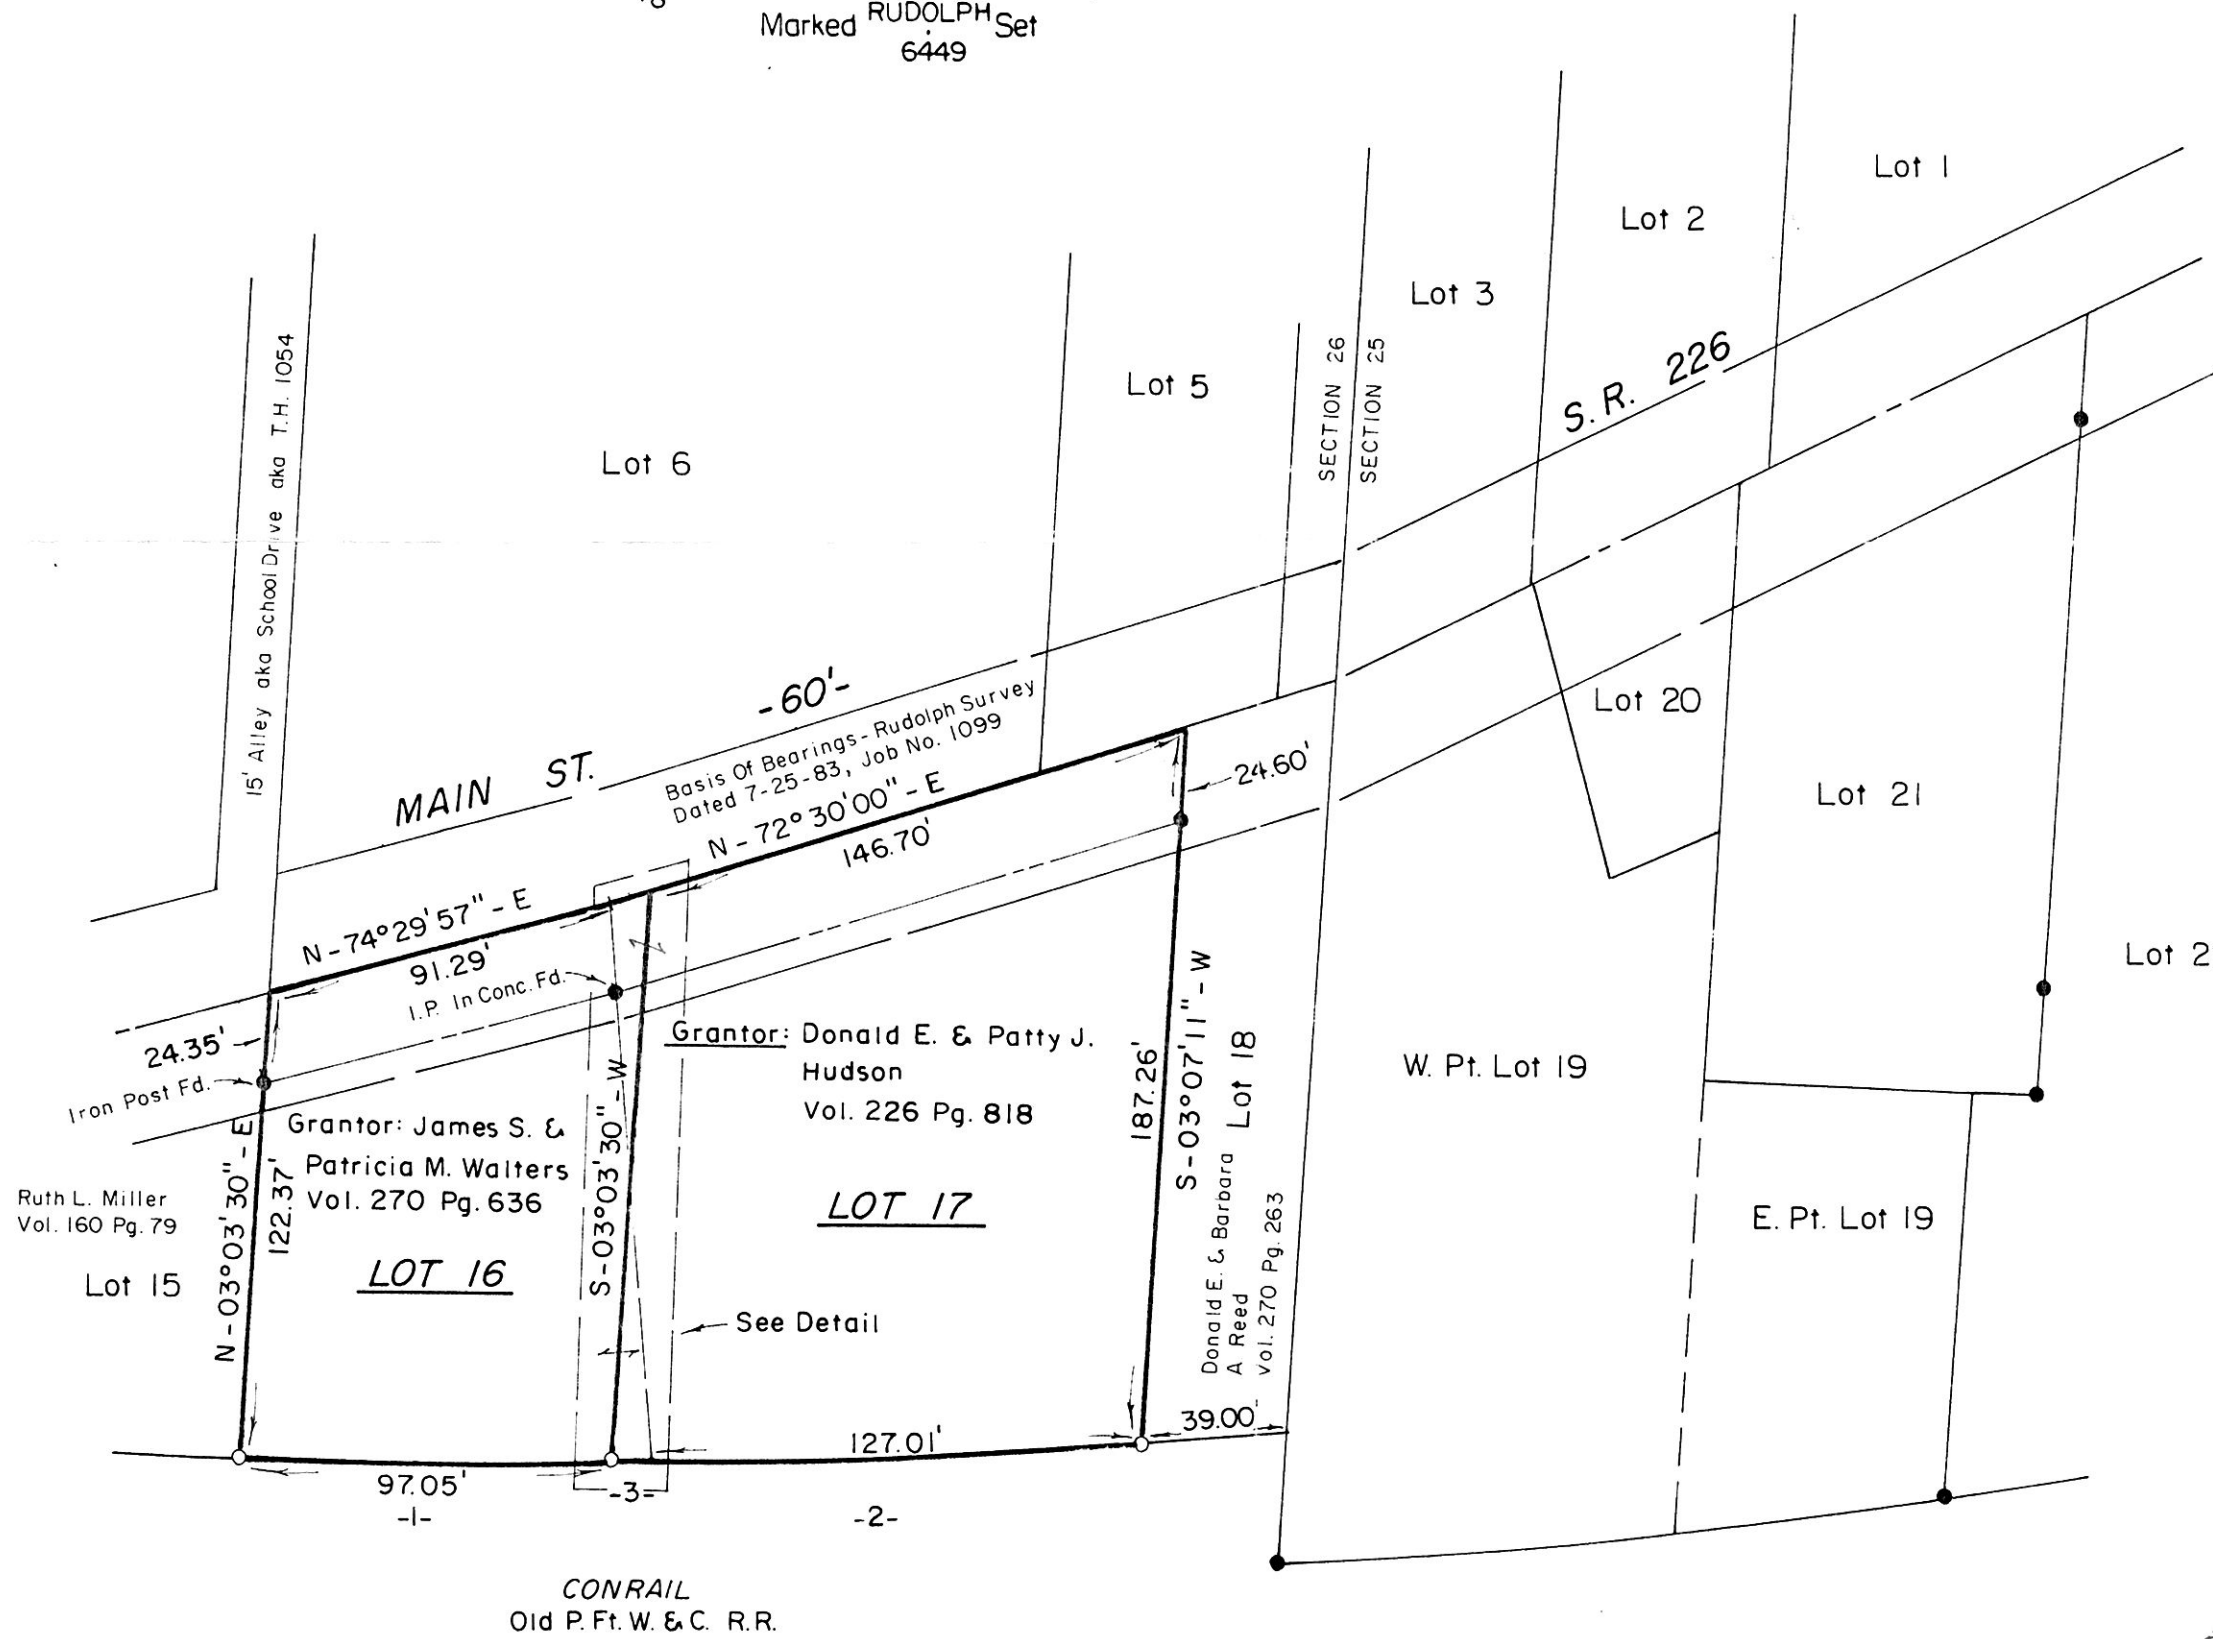 Marked RUDOLPH Set
6449
Lot 1
Lot 2
Lot 3
Lot 5
Lot 6
SECTION 26
SECTION 25
S. R. 226
15' Alley aka School Drive aka T.H. 1054
-60'-
MAIN ST.
Basis Of Bearings - Rudolph Survey
Dated 7-25-83, Job No. 1099
N-72°30'00"-E
146.70'
24.60'
Lot 20
Lot 21
Lot 2
N-74°29'57"-E
91.29'
I.P. In Conc. Fd.
24.35'
Iron Post Fd.
Grantor: Donald E. & Patty J.
Hudson
Vol. 226 Pg. 818
LOT 17
Grantor: James S. &
Patricia M. Walters
Vol. 270 Pg. 636
LOT 16
Ruth L. Miller
Vol. 160 Pg. 79
Lot 15
N-03°03'30"-E
122.37'
S-03°03'30"-W
187.26'
S-03°07'11"-W
Lot 18
Donald E. & Barbara
A Reed
Vol. 270 Pg. 263
W. Pt. Lot 19
E. Pt. Lot 19
See Detail
39.00'
127.01'
97.05'
-3-
-1-
-2-
CONRAIL
Old P. Ft. W. & C. R.R.